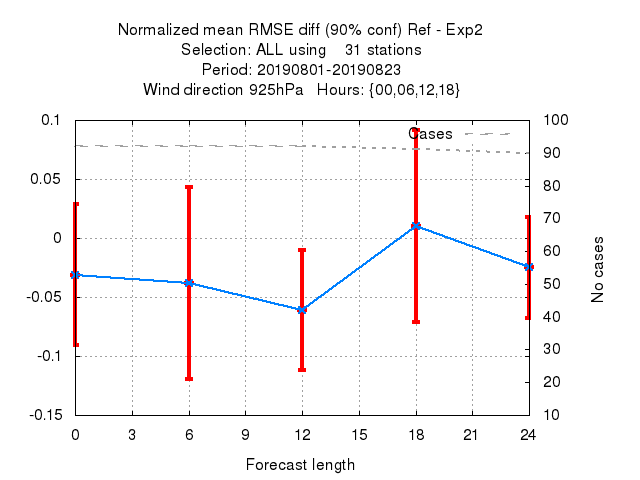 Normalized mean RMSE diff (90% conf) Ref - Exp2
Selection: ALL using    31 stations
Period: 20190801-20190823
Wind direction 925hPa   Hours: {00,06,12,18}
Cases
0.1
0.05
0
-0.05
-0.1
-0.15
100
90
80
70
60
50
40
30
20
10
No cases
0 3 6 9 12 15 18 21 24
Forecast length